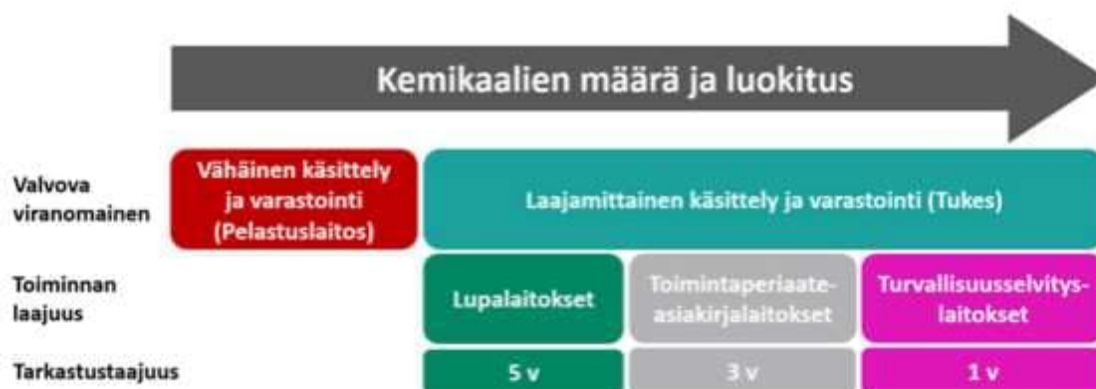 Kemikaalien määrä ja luokitus
Valvova
viranomainen
Vähäinen käsittely
ja varastointi
(Pelastuslaitos)
Laajamittainen käsittely ja varastointi (Tukes)
Toiminnan
laajuus
Lupalaitokset
Toimintaperiaate-
asiakirjalaitokset
Turvallisuusselvitys-
laitokset
Tarkastustaajuus
5 v
3 v
1 v